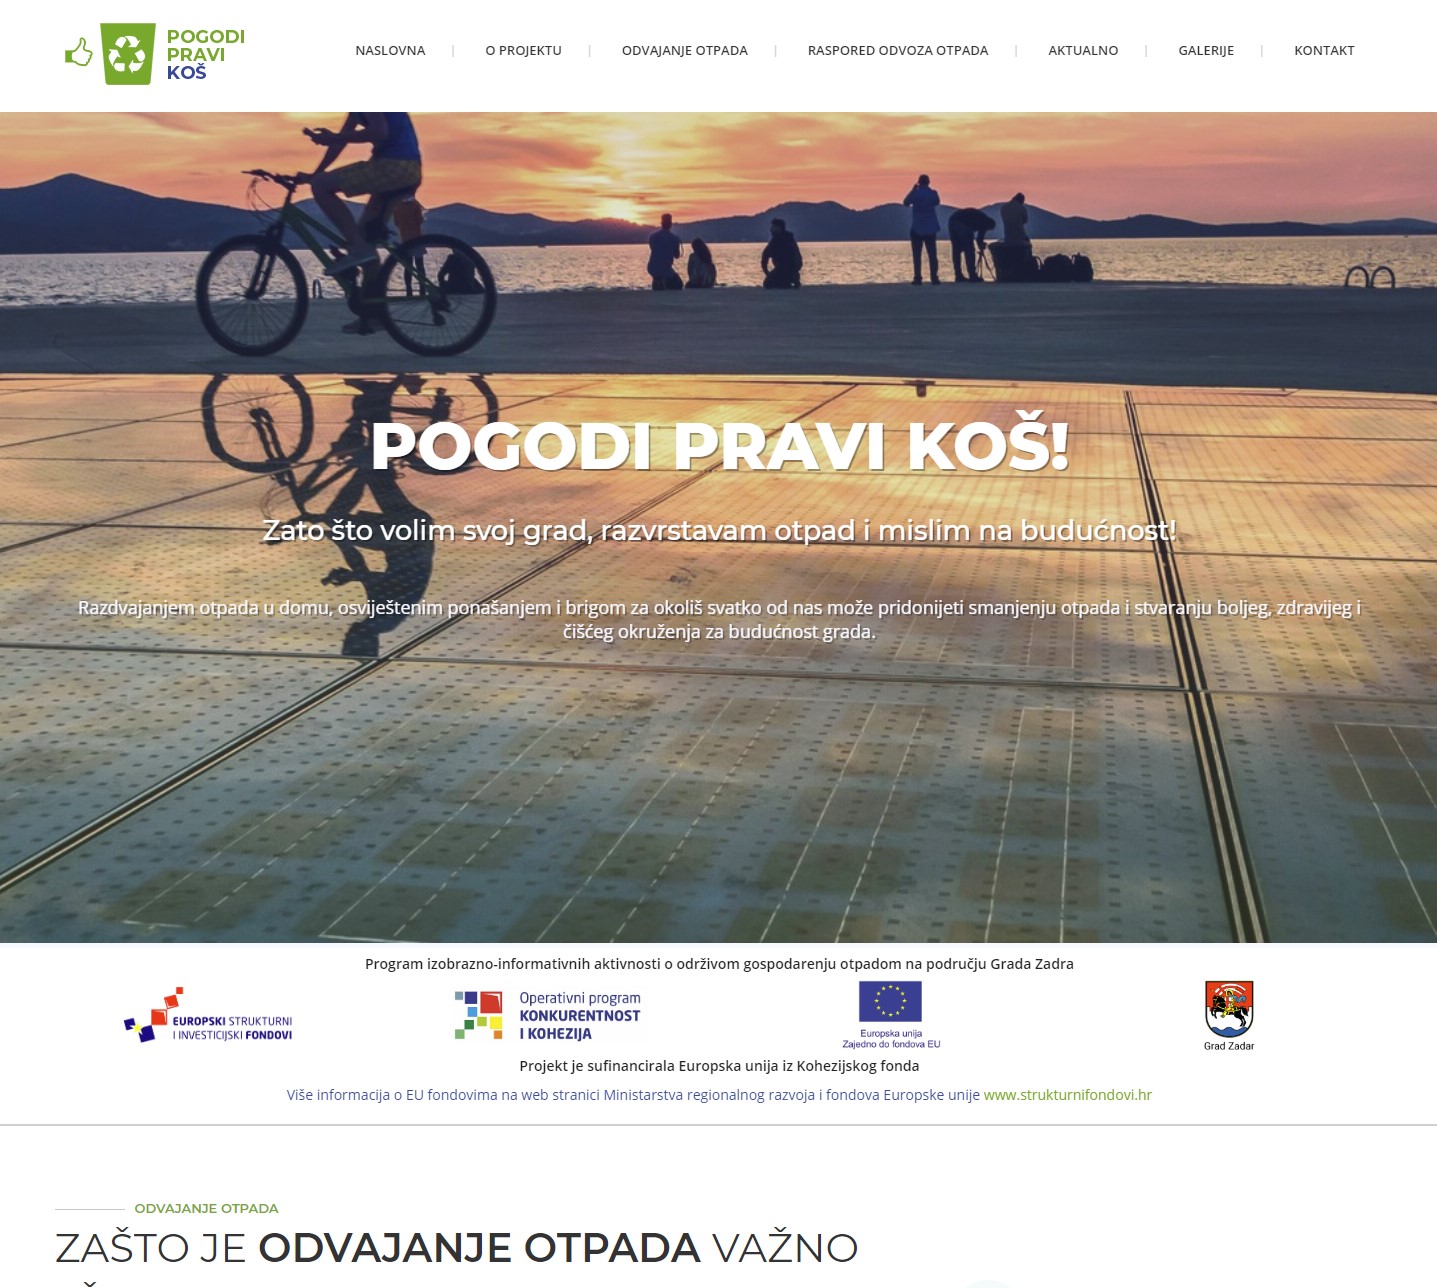 POGODI
PRAVI
KOŠ
NASLOVNA
O PROJEKTU
ODVAJANJE OTPADA
RASPORED ODVOZA OTPADA
AKTUALNO
GALERIJE
KONTAKT
POGODI PRAVI KOŠ!
Zato što volim svoj grad, razvrstavam otpad i mislim na budućnost!
Razdvajanjem otpada u domu, osviještenim ponašanjem i brigom za okoliš svatko od nas može pridonijeti smanjenju otpada i stvaranju boljeg, zdravijeg i
čišćeg okruženja za budućnost grada.
Program izobrazno-informativnih aktivnosti o održivom gospodarenju otpadom na području Grada Zadra
EUROPSKI STRUKTURNI
I INVESTICIJSKI FONDOVI
Operativni program
KONKURENTNOST
I KOHEZIJA
Europska unija
Zajedno do fondova EU
Grad Zadar
Projekt je sufinancirala Europska unija iz Kohezijskog fonda
Više informacija o EU fondovima na web stranici Ministarstva regionalnog razvoja i fondova Europske unije www.strukturnifondovi.hr
ODVAJANJE OTPADA
ZAŠTO JE ODVAJANJE OTPADA VAŽNO